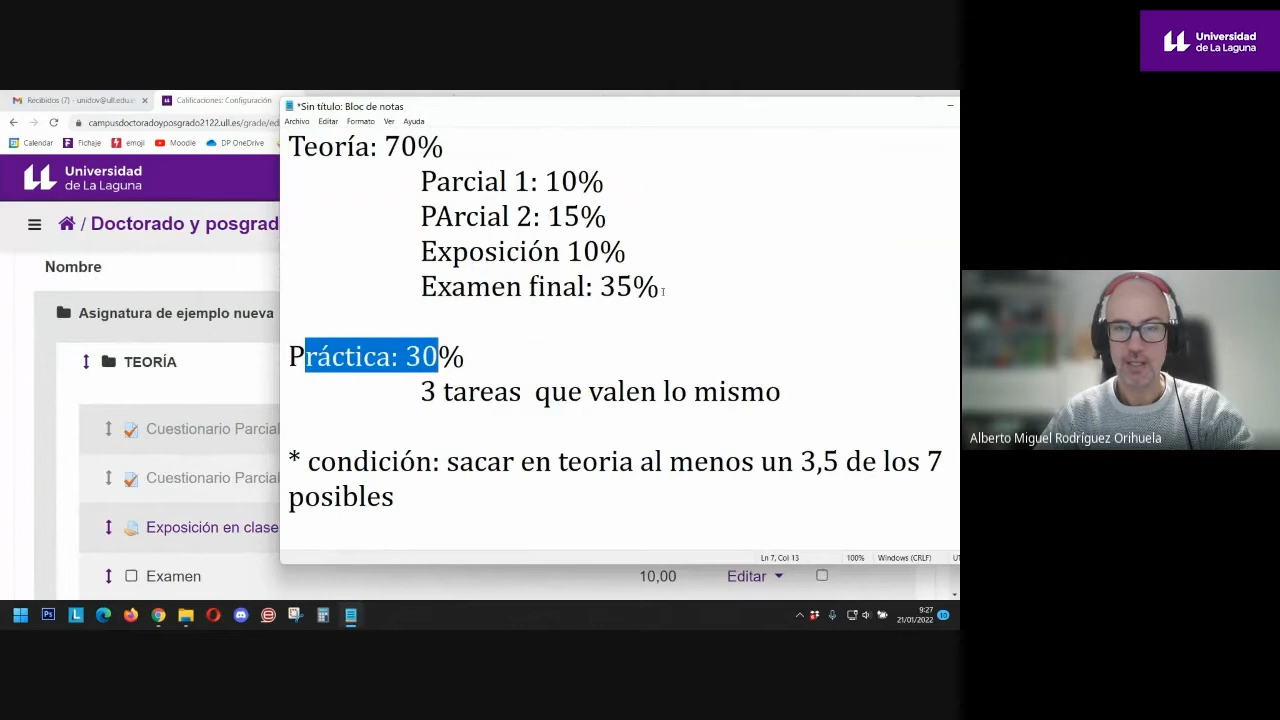 Universidad
de La Laguna
Recibidos (7) - unidov@ull.edu.e
Calificaciones: Configuración
campusdoctoradoyposgrado2122.ull.es/grade/ed
Calendar
Fichaje
emoji
Moodle
DP OneDrive
Universidad
de La Laguna
/ Doctorado y posgrad
Nombre
Asignatura de ejemplo nueva
TEORÍA
Cuestionario Parcial
Cuestionario Parcial
Exposición en clase
Examen
10,00
Editar
*Sin título: Bloc de notas
Archivo Editar Formato Ver Ayuda
Teoría: 70%
Parcial 1: 10%
PArcial 2: 15%
Exposición 10%
Examen final: 35%
Práctica: 30%
3 tareas  que valen lo mismo
* condición: sacar en teoria al menos un 3,5 de los 7
posibles
Ln 7, Col 13
100%
Windows (CRLF)
UT
Alberto Miguel Rodríguez Orihuela
Ps
L
9:27
21/01/2022
10